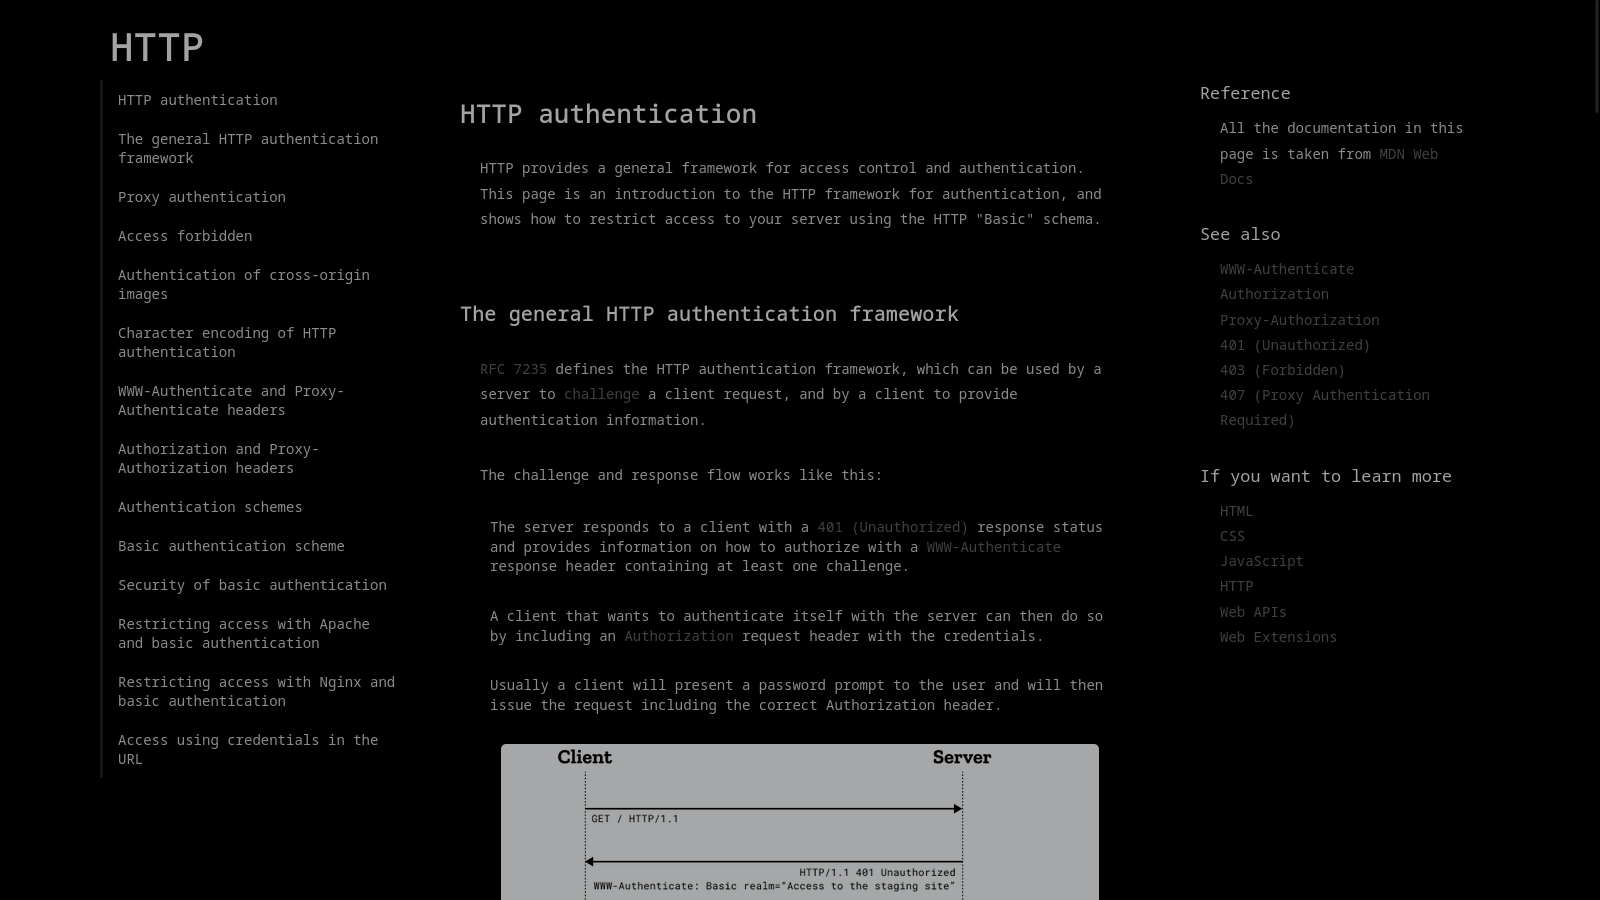 HTTP
HTTP authentication
The general HTTP authentication
framework
Proxy authentication
Access forbidden
Authentication of cross-origin
images
Character encoding of HTTP
authentication
WWW-Authenticate and Proxy-
Authenticate headers
Authorization and Proxy-
Authorization headers
Authentication schemes
Basic authentication scheme
Security of basic authentication
Restricting access with Apache
and basic authentication
Restricting access with Nginx and
basic authentication
Access using credentials in the
URL
HTTP authentication
HTTP provides a general framework for access control and authentication.
This page is an introduction to the HTTP framework for authentication, and
shows how to restrict access to your server using the HTTP "Basic" schema.
The general HTTP authentication framework
RFC 7235 defines the HTTP authentication framework, which can be used by a
server to challenge a client request, and by a client to provide
authentication information.
The challenge and response flow works like this:
The server responds to a client with a 401 (Unauthorized) response status
and provides information on how to authorize with a WWW-Authenticate
response header containing at least one challenge.
A client that wants to authenticate itself with the server can then do so
by including an Authorization request header with the credentials.
Usually a client will present a password prompt to the user and will then
issue the request including the correct Authorization header.
Client
Server
GET / HTTP/1.1
HTTP/1.1 401 Unauthorized
WWW-Authenticate: Basic realm="Access to the staging site"
Reference
All the documentation in this
page is taken from MDN Web
Docs
See also
WWW-Authenticate
Authorization
Proxy-Authorization
401 (Unauthorized)
403 (Forbidden)
407 (Proxy Authentication
Required)
If you want to learn more
HTML
CSS
JavaScript
HTTP
Web APIs
Web Extensions